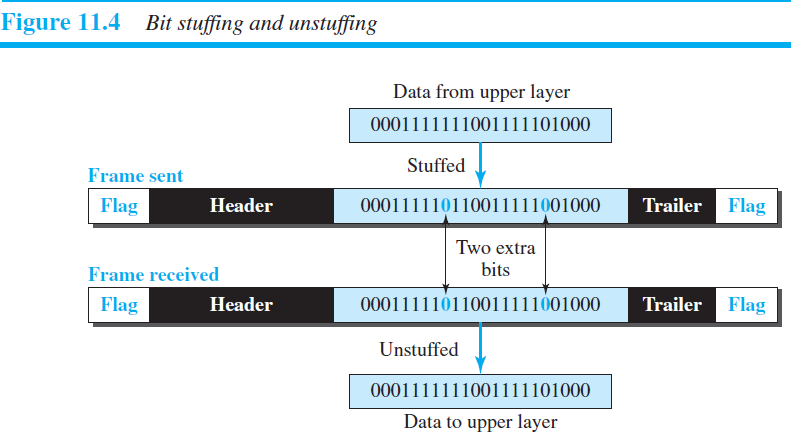 Figure 11.4 Bit stuffing and unstuffing
Data from upper layer
0001111111001111101000
Stuffed
Frame sent
Flag Header 000111110110011111001000 Trailer Flag
Two extra
bits
Frame received
Flag Header 000111110110011111001000 Trailer Flag
Unstuffed
0001111111001111101000
Data to upper layer